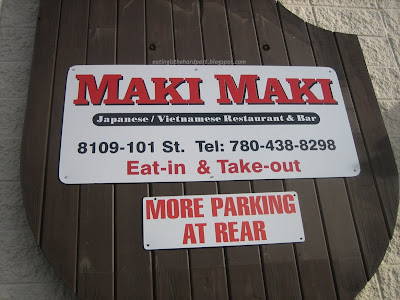 eatingisthehardpart.blogspot.com
MAKI MAKI
Japanese / Vietnamese Restaurant & Bar
8109-101 St. Tel: 780-438-8298
Eat-in & Take-out
MORE PARKING
AT REAR